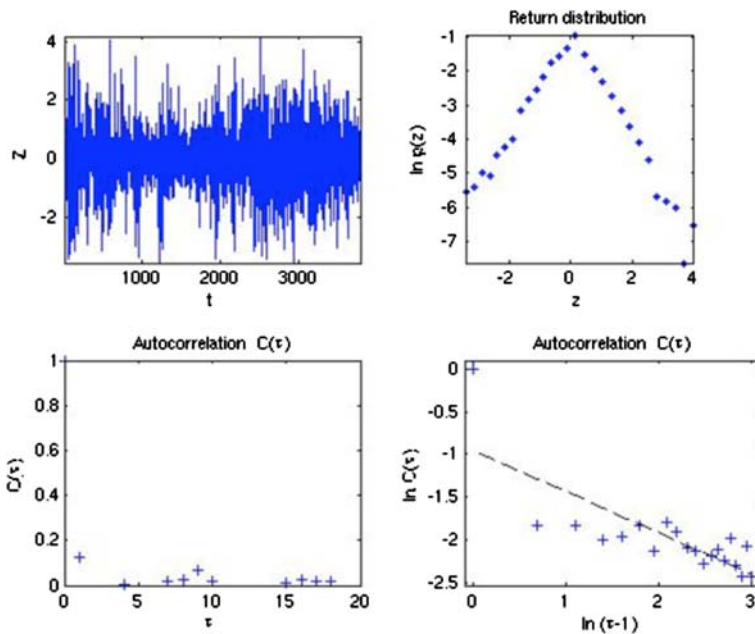 4
2
0
-2
Z
1000 2000 3000
t
Return distribution
-1
-2
-3
-4
-5
-6
-7
ln p(z)
-2 0 2 4
z
Autocorrelation C(τ)
1
0.8
0.6
0.4
0.2
0
C(τ)
0 5 10 15 20
τ
Autocorrelation C(τ)
0
-0.5
-1
-1.5
-2
-2.5
ln C(τ)
0 1 2 3
ln (τ-1)